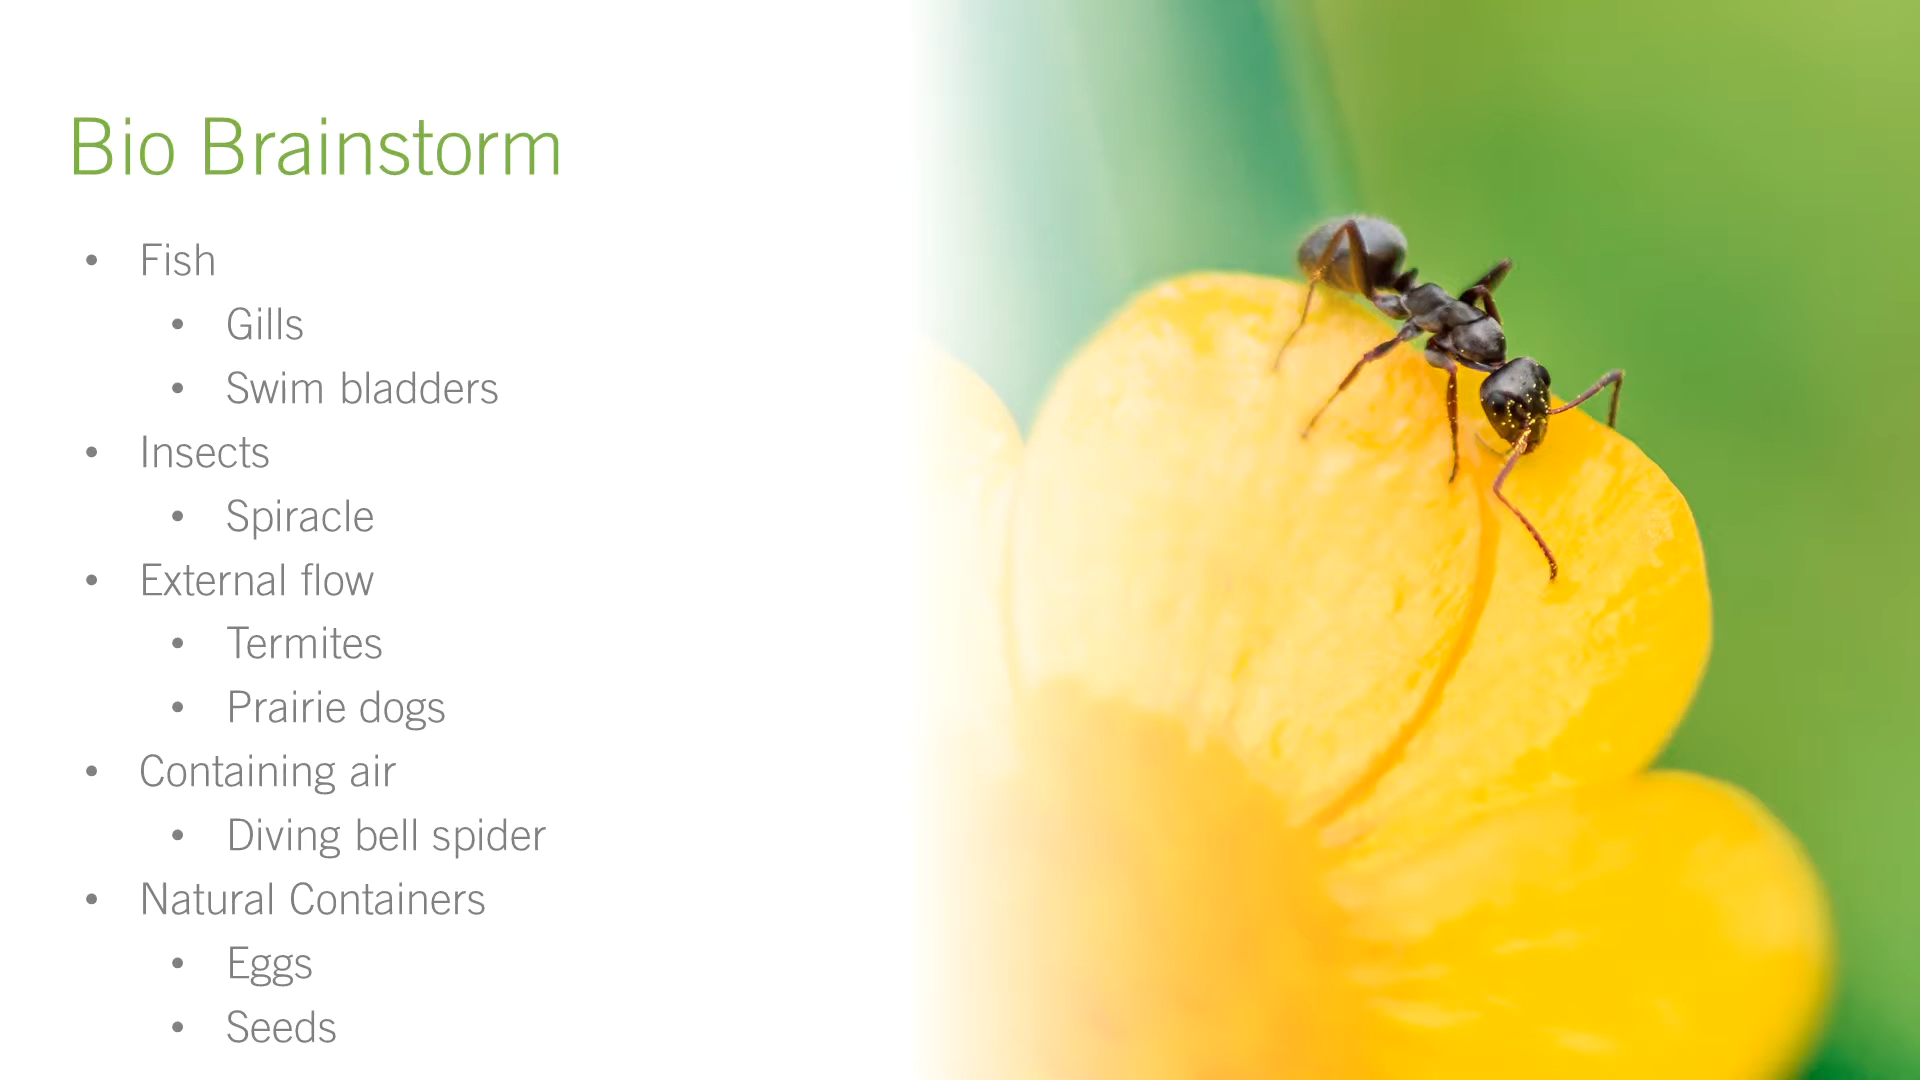 Bio Brainstorm
• Fish
• Gills
• Swim bladders
• Insects
• Spiracle
• External flow
• Termites
• Prairie dogs
• Containing air
• Diving bell spider
• Natural Containers
• Eggs
• Seeds